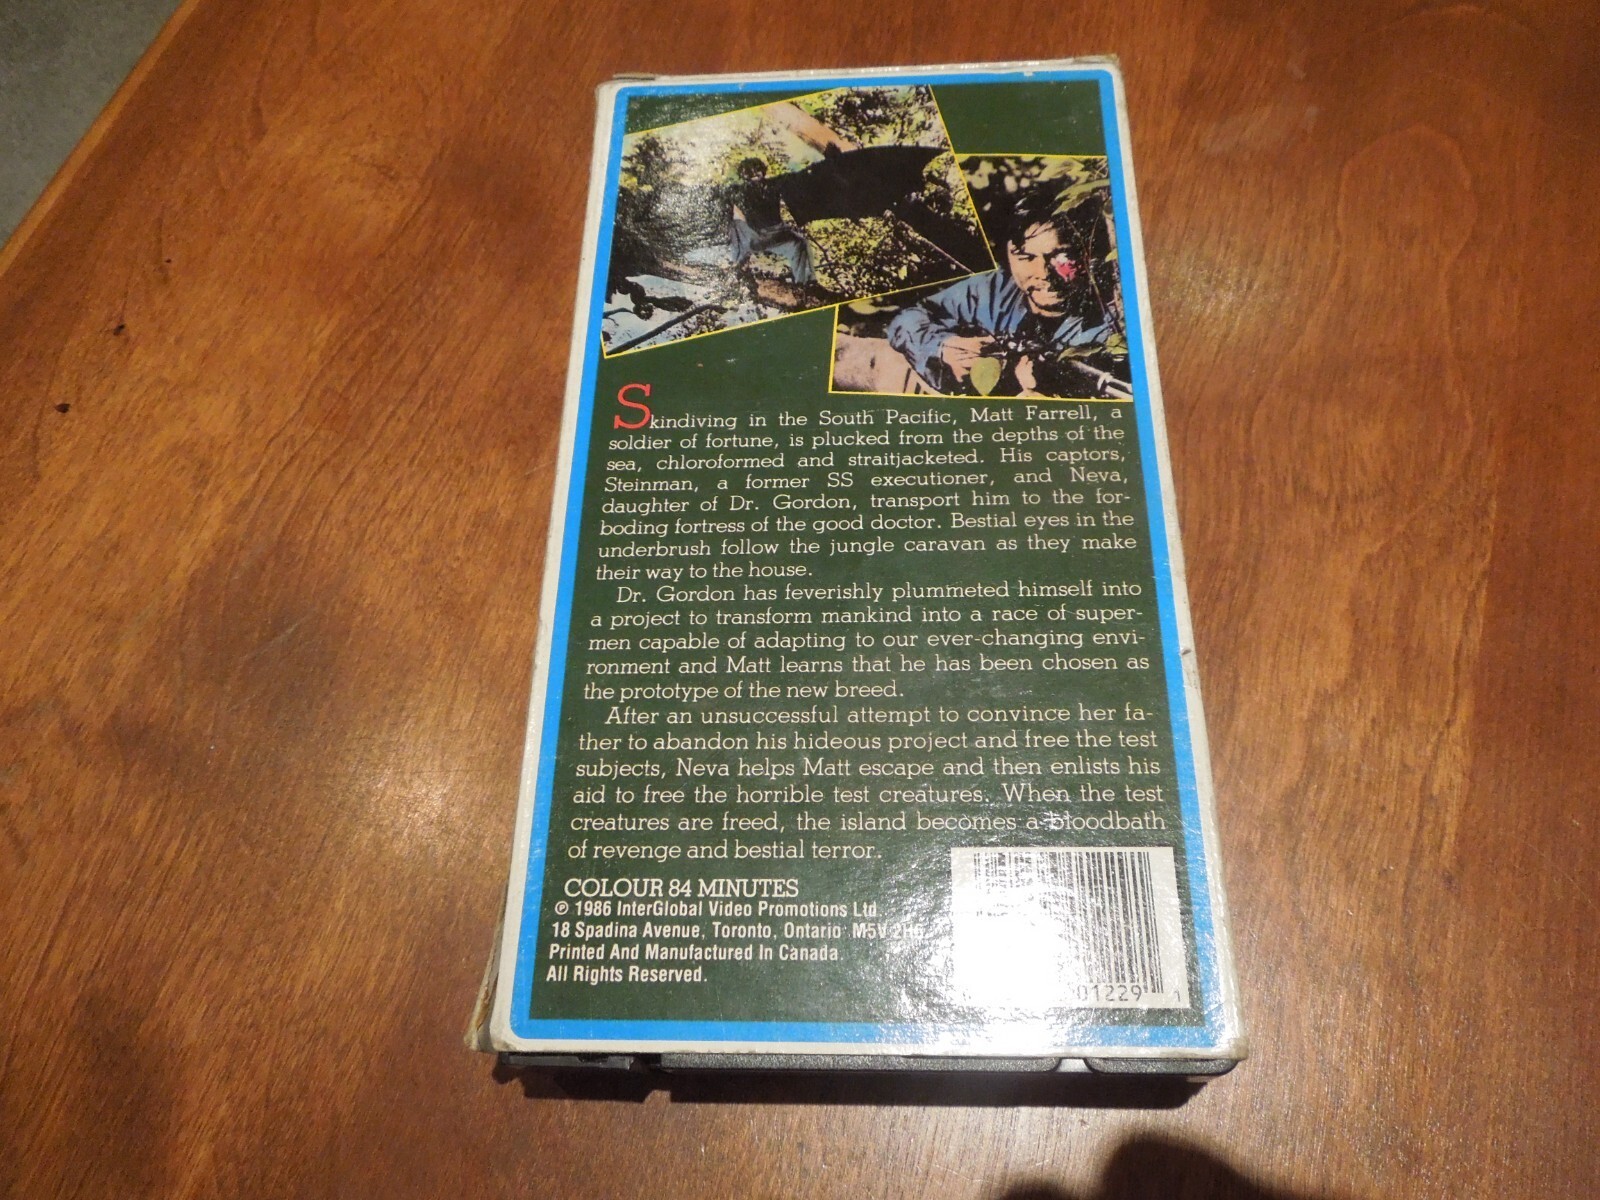 Skindiving in the South Pacific, Matt Farrell, a
soldier of fortune, is plucked from the depths of the
sea, chloroformed and straitjacketed. His captors,
Steinman, a former SS executioner, and Neva,
daughter of Dr. Gordon, transport him to the for-
boding fortress of the good doctor. Bestial eyes in the
underbrush follow the jungle caravan as they make
their way to the house.
Dr. Gordon has feverishly plummeted himself into
a project to transform mankind into a race of super-
men capable of adapting to our ever-changing envi-
ronment and Matt learns that he has been chosen as
the prototype of the new breed.
After an unsuccessful attempt to convince her fa-
ther to abandon his hideous project and free the test
subjects, Neva helps Matt escape and then enlists his
aid to free the horrible test creatures. When the test
creatures are freed, the island becomes a bloodbath
of revenge and bestial terror.
COLOUR 84 MINUTES
℗ 1986 InterGlobal Video Promotions Ltd.
18 Spadina Avenue, Toronto, Ontario M5V
Printed And Manufactured In Canada.
All Rights Reserved.
01229 1